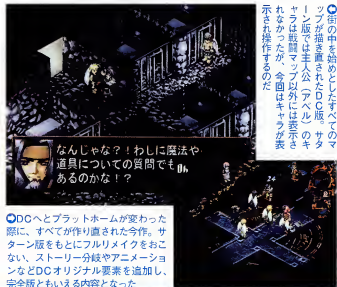 ➲街の中を始めとしたすべてのマ
ップが描き直されたＤＣ版。サタ
ーン版では主人公（アベル）のキ
ャラは戦闘マップ以外には表示さ
れなかったが、今回はキャラが表
示され操作するのだ
なんじゃな？！わしに魔法や
道具についての質問でも
あるのかな！？
24
➲ＤＣへとプラットホームが変わった
際に、すべてが作り直された今作。サ
ターン版をもとにフルリメイクをおこ
ない、ストーリー分岐やアニメーショ
ンなどＤＣオリジナル要素を追加し、
完全版ともいえる内容となった